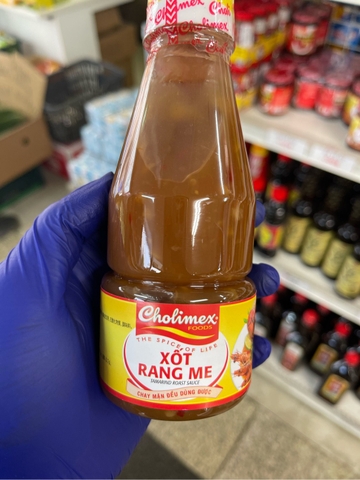 Cholimex
Cholimex
FOODS
THE SPICE OF LIFE
XỐT
RANG ME
TAMARIND ROAST SAUCE
CHAY MẶN ĐỀU DÙNG ĐƯỢC